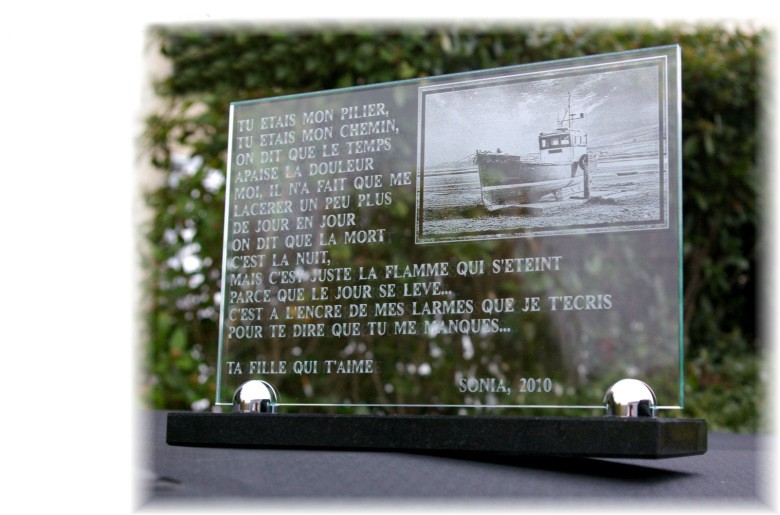 TU ETAIS MON PILIER,
TU ETAIS MON CHEMIN,
ON DIT QUE LE TEMPS
APAISE LA DOULEUR
MOI, IL N'A FAIT QUE ME
LACERER UN PEU PLUS
DE JOUR EN JOUR
ON DIT QUE LA MORT
C'EST LA NUIT,
MAIS C'EST JUSTE LA FLAMME QUI S'ETEINT
PARCE QUE LE JOUR SE LEVE...
C'EST A L'ENCRE DE MES LARMES QUE JE T'ECRIS
POUR TE DIRE QUE TU ME MANQUES...
TA FILLE QUI T'AIME
SONIA, 2010